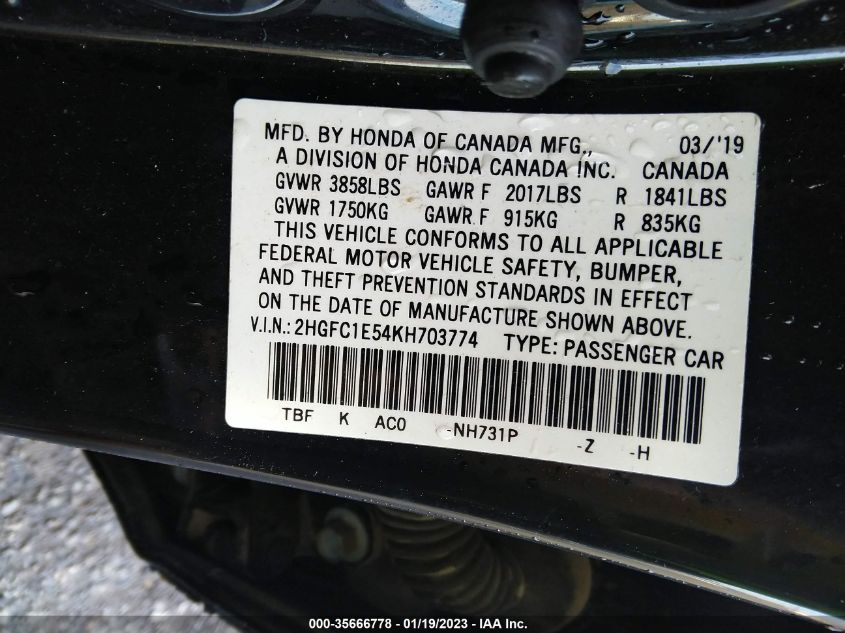 MFD. BY HONDA OF CANADA MFG., 03/'19
A DIVISION OF HONDA CANADA INC. CANADA
GVWR 3858LBS GAWR F 2017LBS R 1841LBS
GVWR 1750KG GAWR F 915KG R 835KG
THIS VEHICLE CONFORMS TO ALL APPLICABLE
FEDERAL MOTOR VEHICLE SAFETY, BUMPER,
AND THEFT PREVENTION STANDARDS IN EFFECT
ON THE DATE OF MANUFACTURE SHOWN ABOVE.
V.I.N.: 2HGFC1E54KH703774 TYPE: PASSENGER CAR
TBF K AC0 -NH731P -Z -H
000-35666778 - 01/19/2023 - IAA Inc.